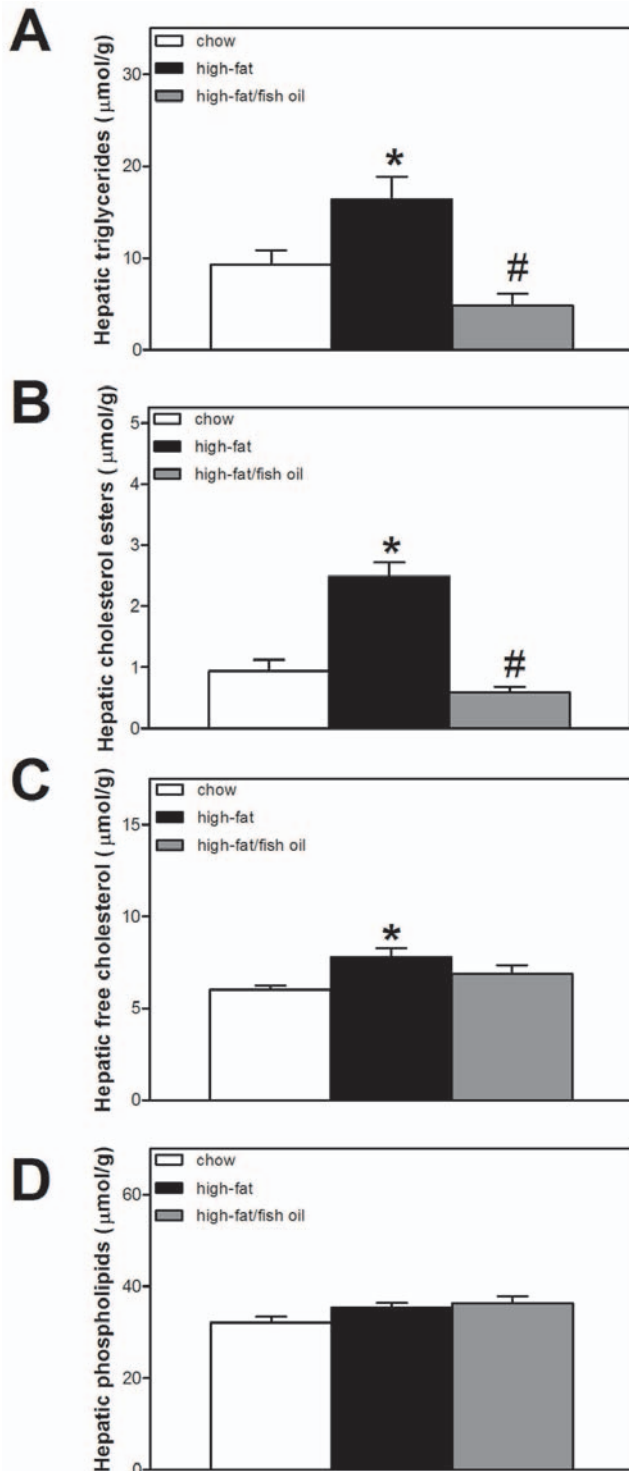 A
Hepatic triglycerides (μmol/g)
30
20
10
0
chow
high-fat
high-fat/fish oil
*
#
B
Hepatic cholesterol esters (μmol/g)
5
4
3
2
1
0
chow
high-fat
high-fat/fish oil
*
#
C
Hepatic free cholesterol (μmol/g)
15
10
5
0
chow
high-fat
high-fat/fish oil
*
D
Hepatic phospholipids (μmol/g)
60
40
20
0
chow
high-fat
high-fat/fish oil